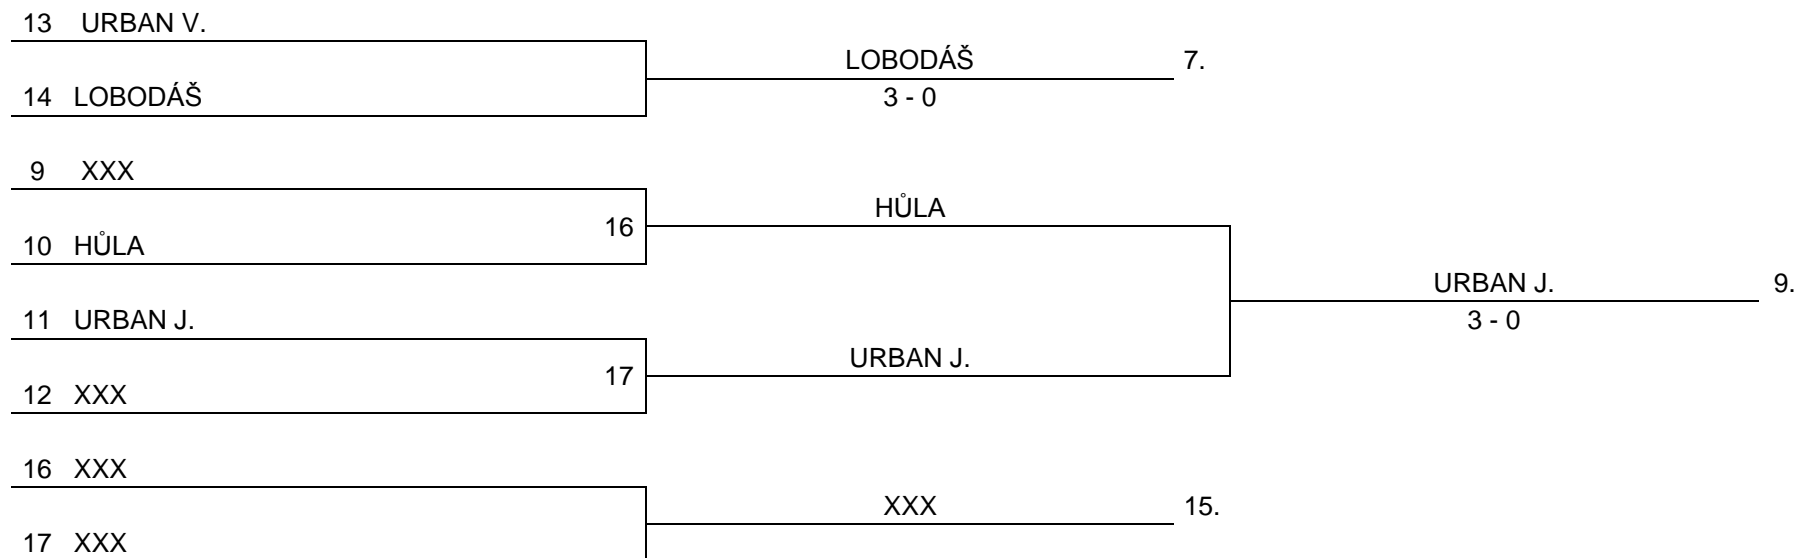 13 URBAN V.
LOBODÁŠ 7.
14 LOBODÁŠ
3 - 0
9 XXX
HŮLA
16
10 HŮLA
URBAN J. 9.
11 URBAN J.
3 - 0
URBAN J.
17
12 XXX
16 XXX
XXX 15.
17 XXX